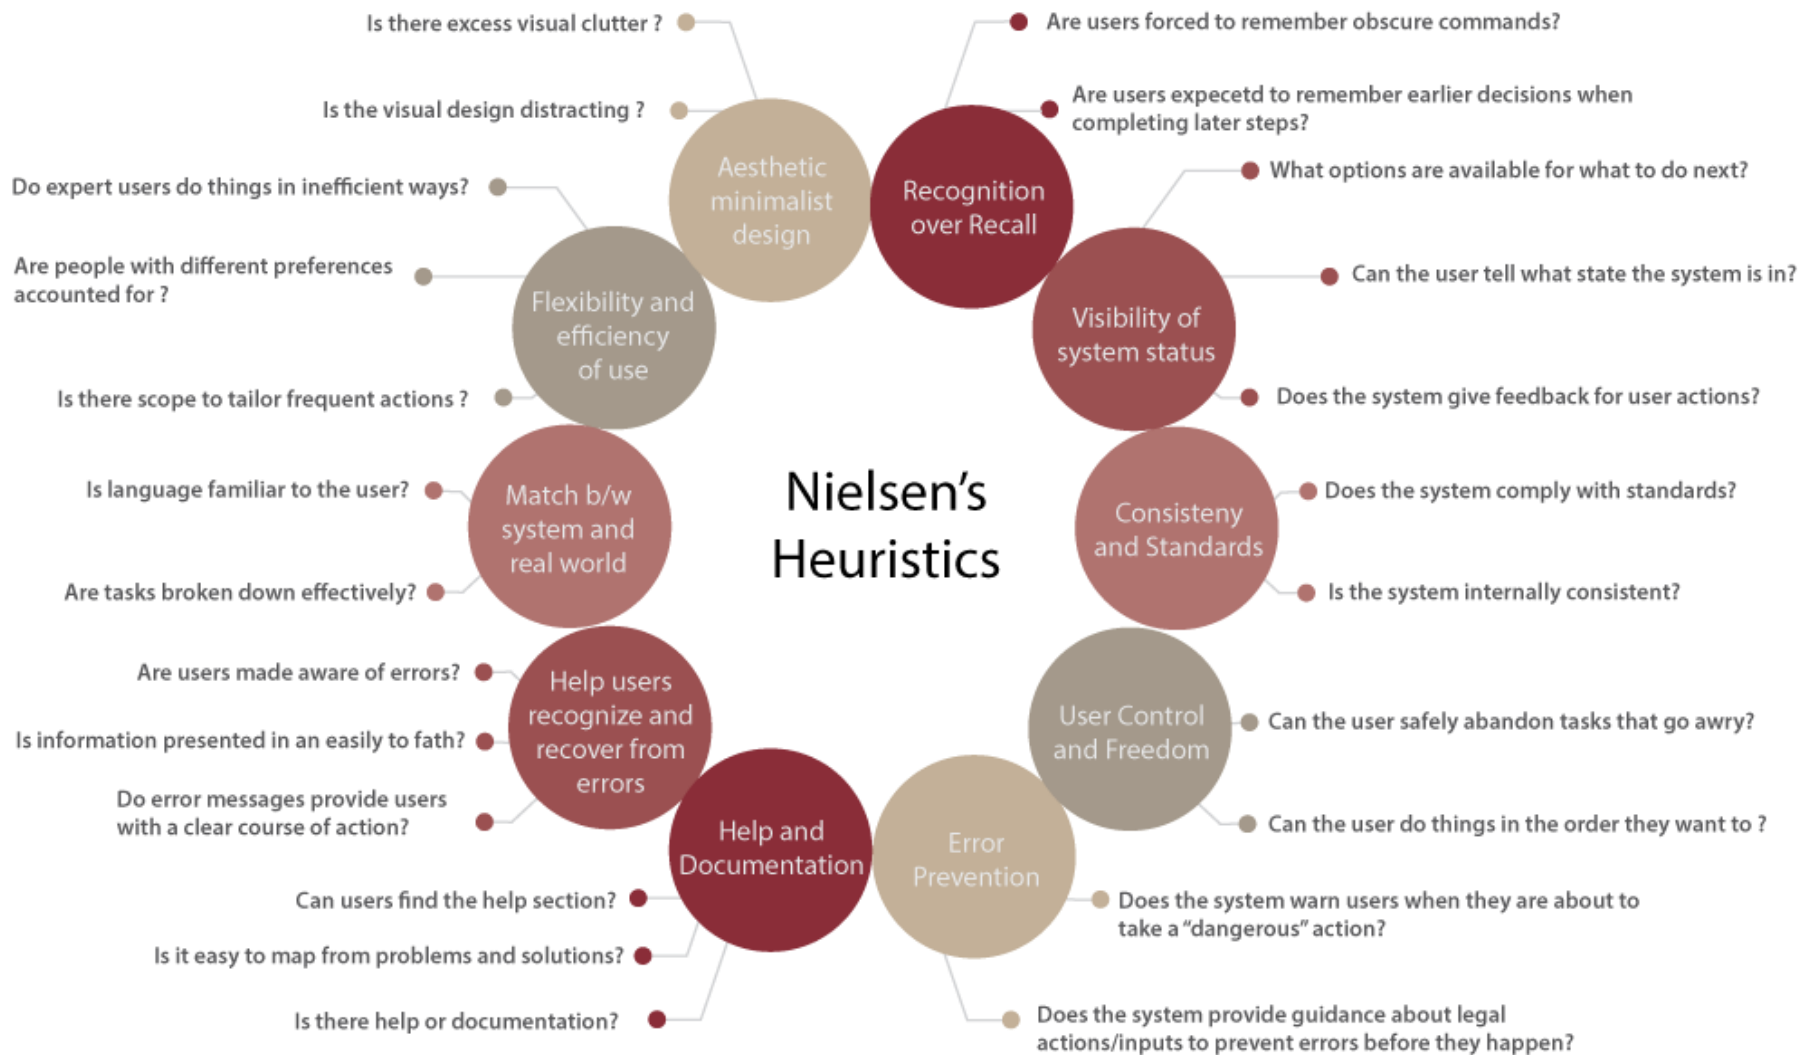 Is there excess visual clutter ?
Is the visual design distracting ?
Aesthetic
minimalist
design
Are users forced to remember obscure commands?
Are users expecetd to remember earlier decisions when
completing later steps?
Recognition
over Recall
What options are available for what to do next?
Can the user tell what state the system is in?
Does the system give feedback for user actions?
Visibility of
system status
Do expert users do things in inefficient ways?
Are people with different preferences
accounted for ?
Is there scope to tailor frequent actions ?
Flexibility and
efficiency
of use
Nielsen's
Heuristics
Is language familiar to the user?
Are tasks broken down effectively?
Match b/w
system and
real world
Consisteny
and Standards
Does the system comply with standards?
Is the system internally consistent?
Are users made aware of errors?
Is information presented in an easily to fath?
Do error messages provide users
with a clear course of action?
Help users
recognize and
recover from
errors
User Control
and Freedom
Can the user safely abandon tasks that go awry?
Can the user do things in the order they want to ?
Help and
Documentation
Can users find the help section?
Is it easy to map from problems and solutions?
Is there help or documentation?
Error
Prevention
Does the system warn users when they are about to
take a “dangerous” action?
Does the system provide guidance about legal
actions/inputs to prevent errors before they happen?